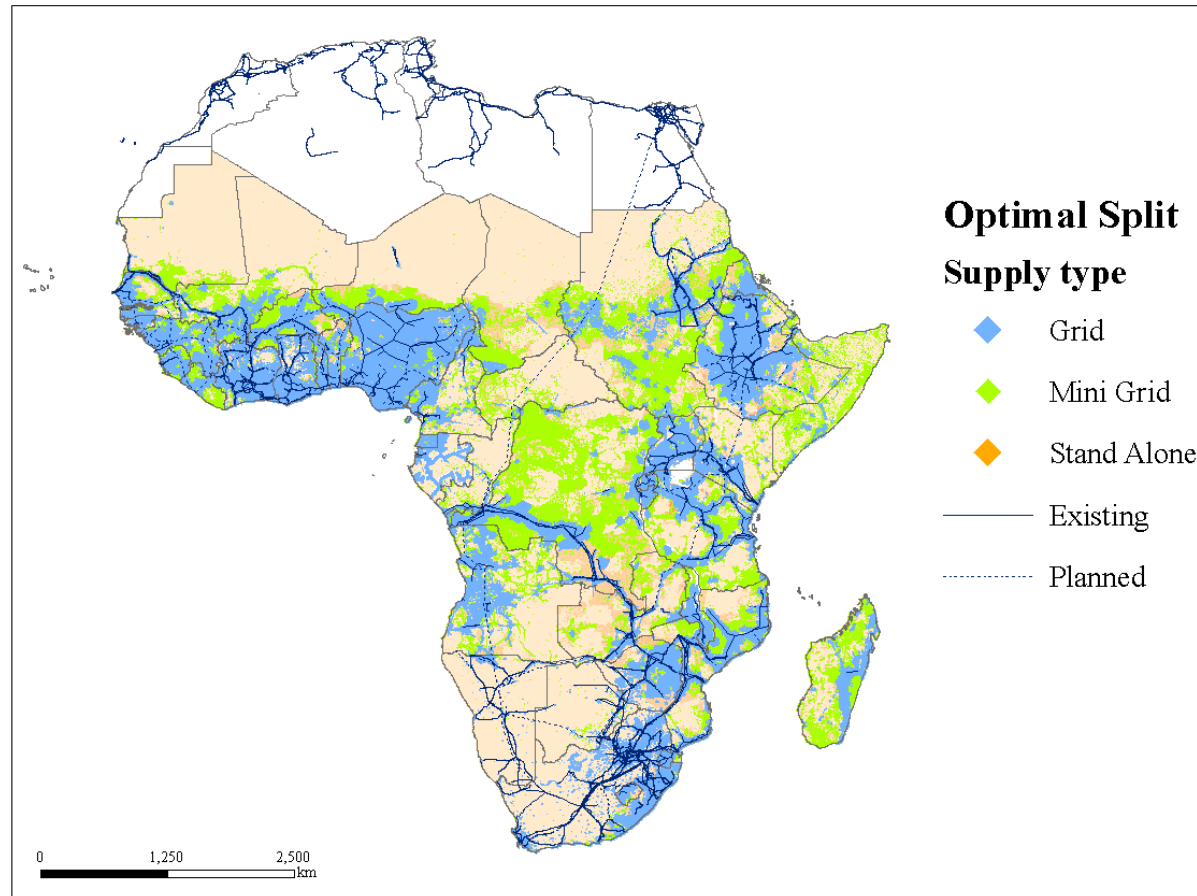 Optimal Split
Supply type
Grid
Mini Grid
Stand Alone
Existing
Planned
0 1,250 2,500
km